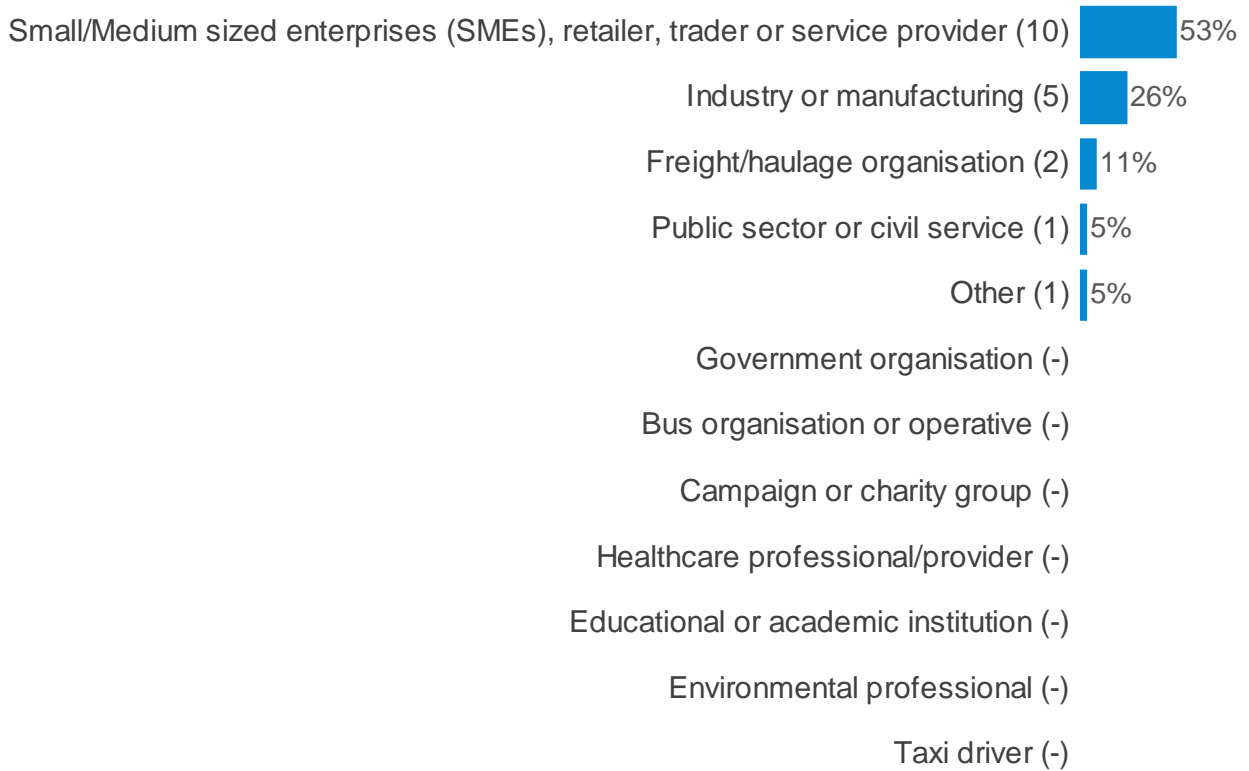 Small/Medium sized enterprises (SMEs), retailer, trader or service provider (10) 53%
Industry or manufacturing (5) 26%
Freight/haulage organisation (2) 11%
Public sector or civil service (1) 5%
Other (1) 5%
Government organisation (-)
Bus organisation or operative (-)
Campaign or charity group (-)
Healthcare professional/provider (-)
Educational or academic institution (-)
Environmental professional (-)
Taxi driver (-)